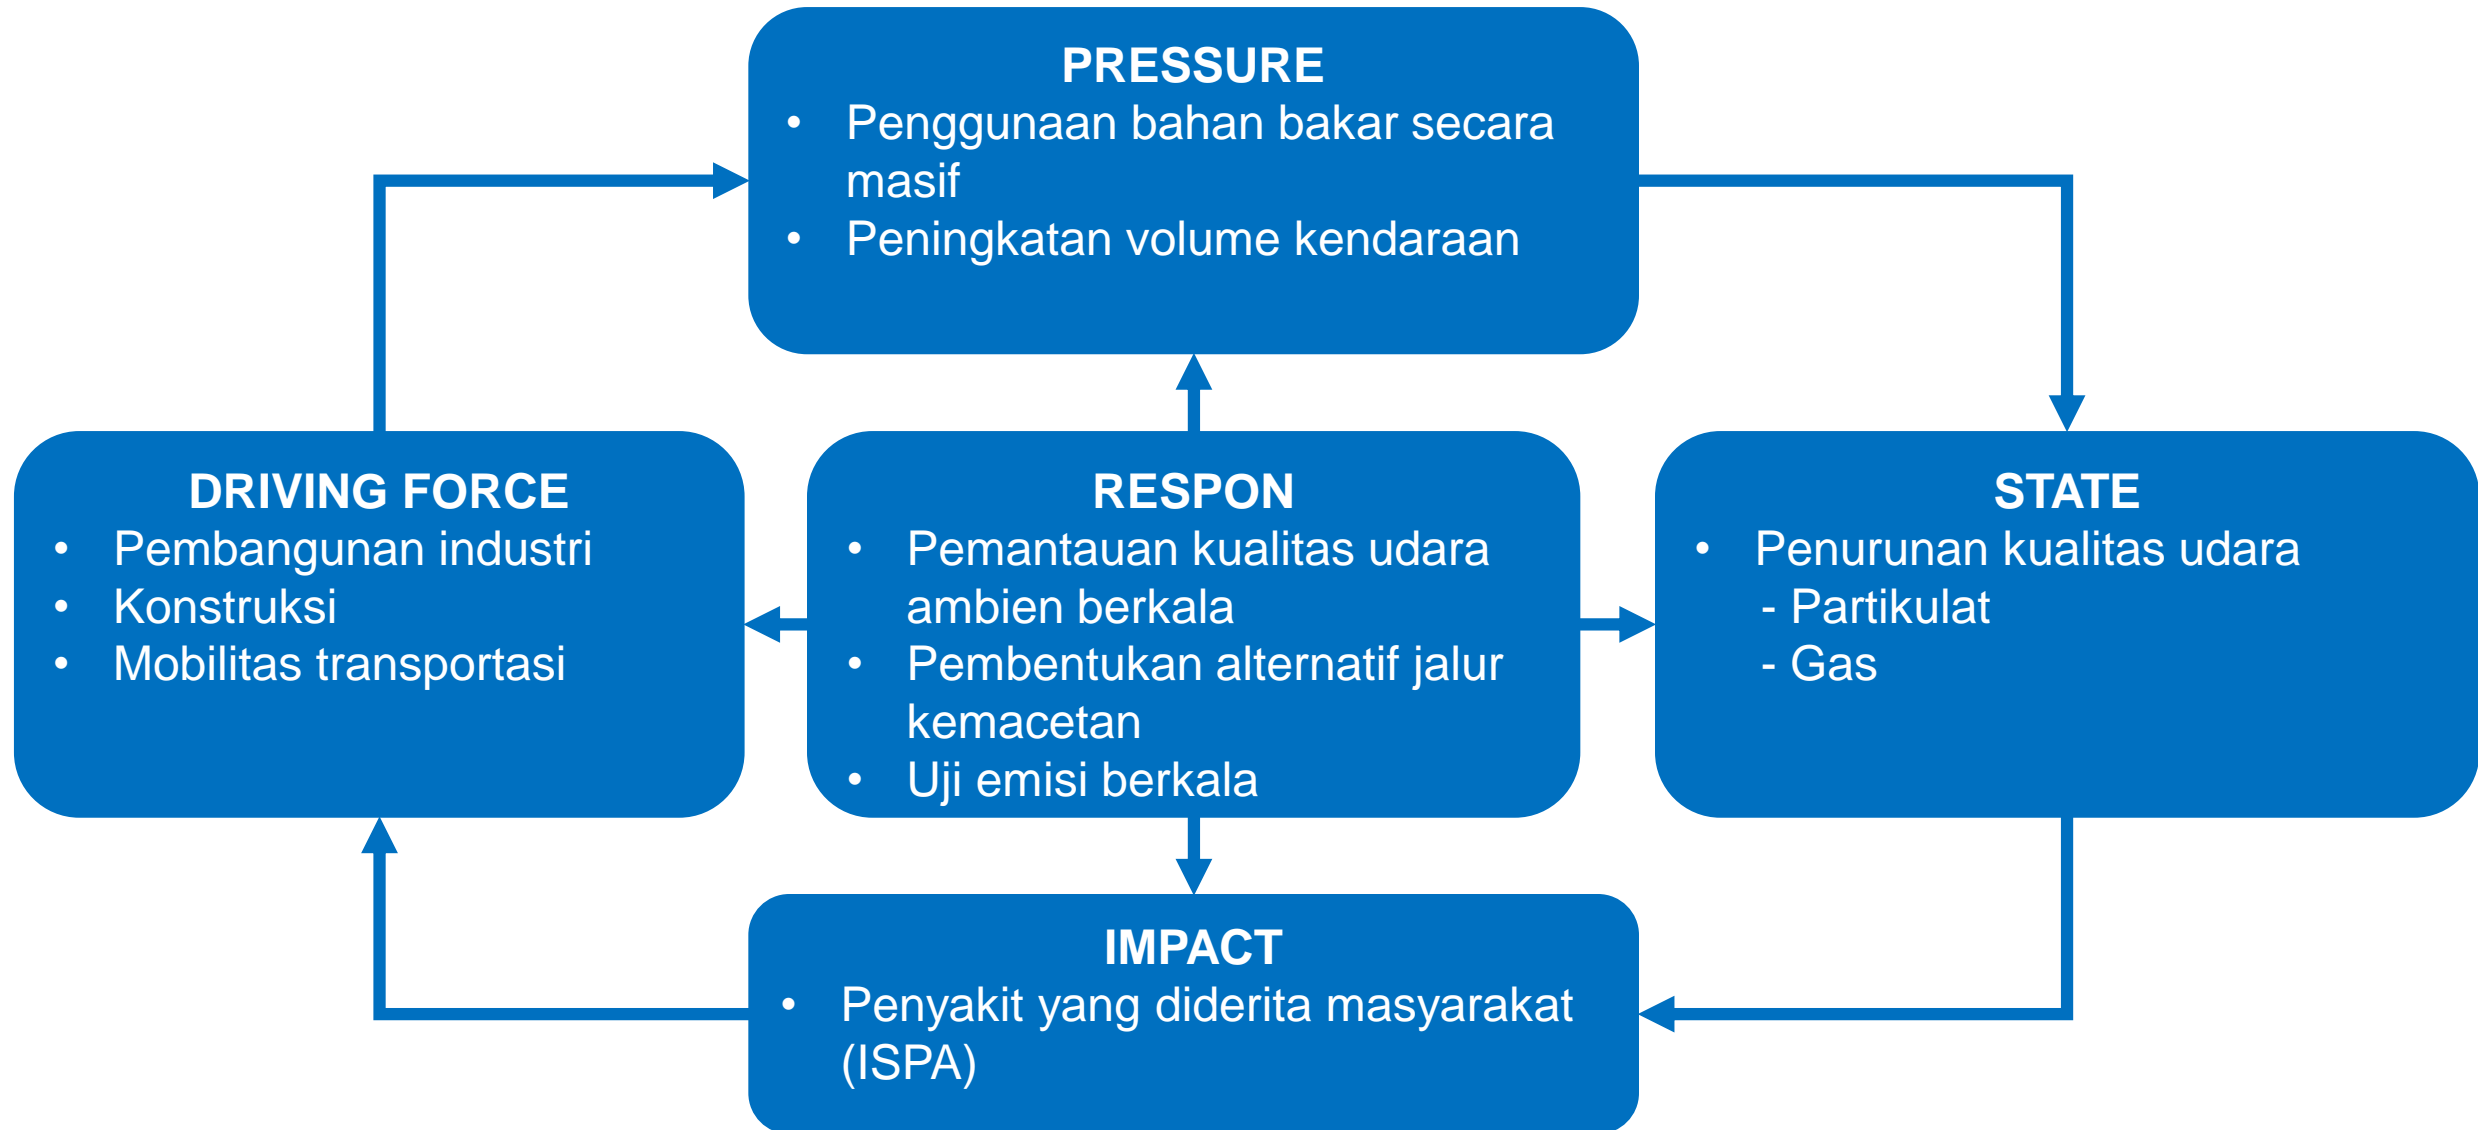 PRESSURE
• Penggunaan bahan bakar secara
masif
• Peningkatan volume kendaraan
DRIVING FORCE
• Pembangunan industri
• Konstruksi
• Mobilitas transportasi
RESPON
• Pemantauan kualitas udara
ambien berkala
• Pembentukan alternatif jalur
kemacetan
• Uji emisi berkala
STATE
• Penurunan kualitas udara
- Partikulat
- Gas
IMPACT
• Penyakit yang diderita masyarakat
(ISPA)